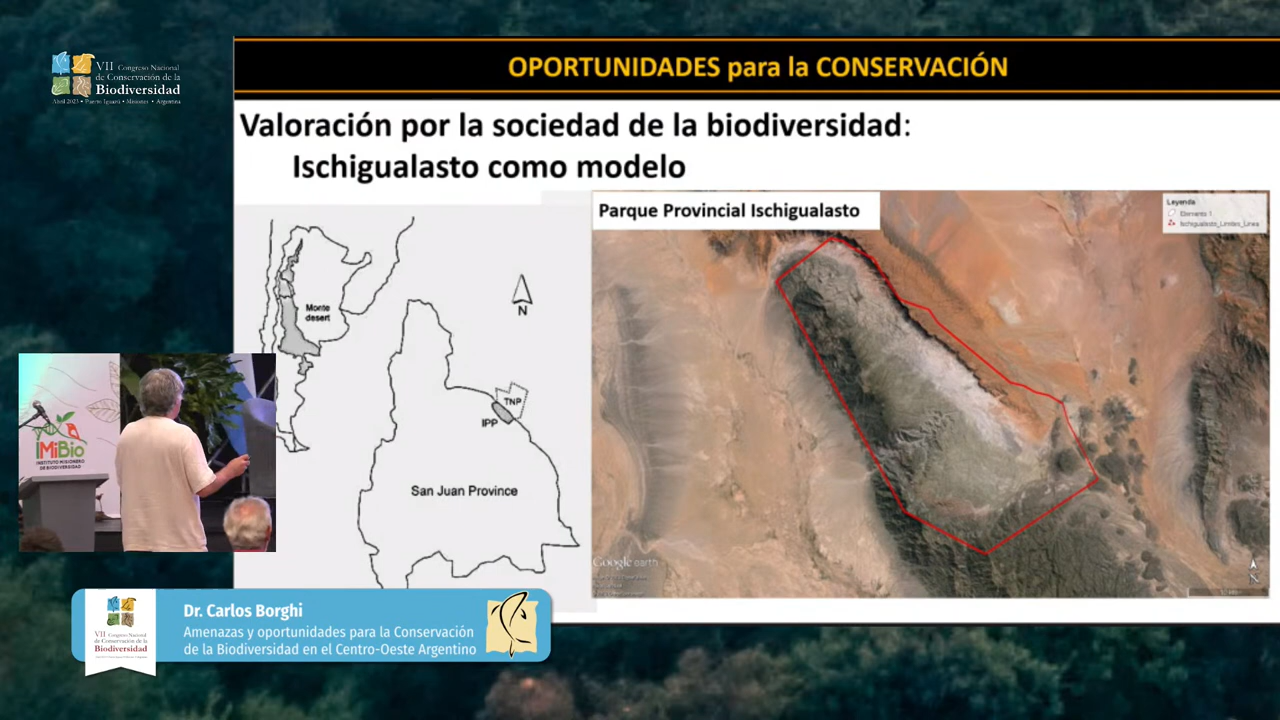 VII Congreso Nacional
de Conservación de la
Biodiversidad
Abril 2023 • Puerto Iguazú • Misiones • Argentina
OPORTUNIDADES para la CONSERVACIÓN
Valoración por la sociedad de la biodiversidad:
Ischigualasto como modelo
Monte
desert
N
TNP
IPP
San Juan Province
Parque Provincial Ischigualasto
Leyenda
Elemento 1
Ischigualasto_Limites_Linea
Google earth
N
IMiBio
INSTITUTO MISIONERO
DE BIODIVERSIDAD
VII Congreso Nacional
de Conservación de la
Biodiversidad
Dr. Carlos Borghi
Amenazas y oportunidades para la Conservación
de la Biodiversidad en el Centro-Oeste Argentino